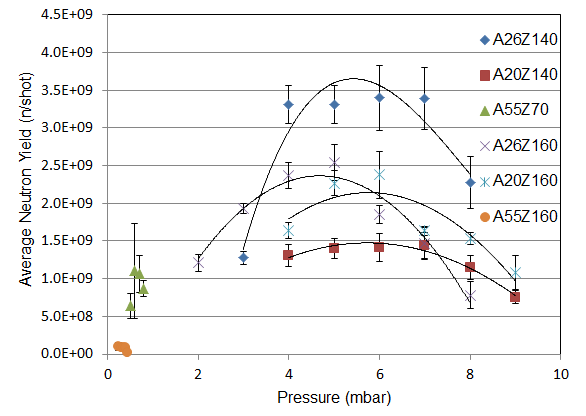 4.5E+09
4.0E+09
3.5E+09
3.0E+09
2.5E+09
2.0E+09
1.5E+09
1.0E+09
5.0E+08
0.0E+00
Average Neutron Yield (n/shot)
A26Z140
A20Z140
A55Z70
A26Z160
A20Z160
A55Z160
0 2 4 6 8 10
Pressure (mbar)